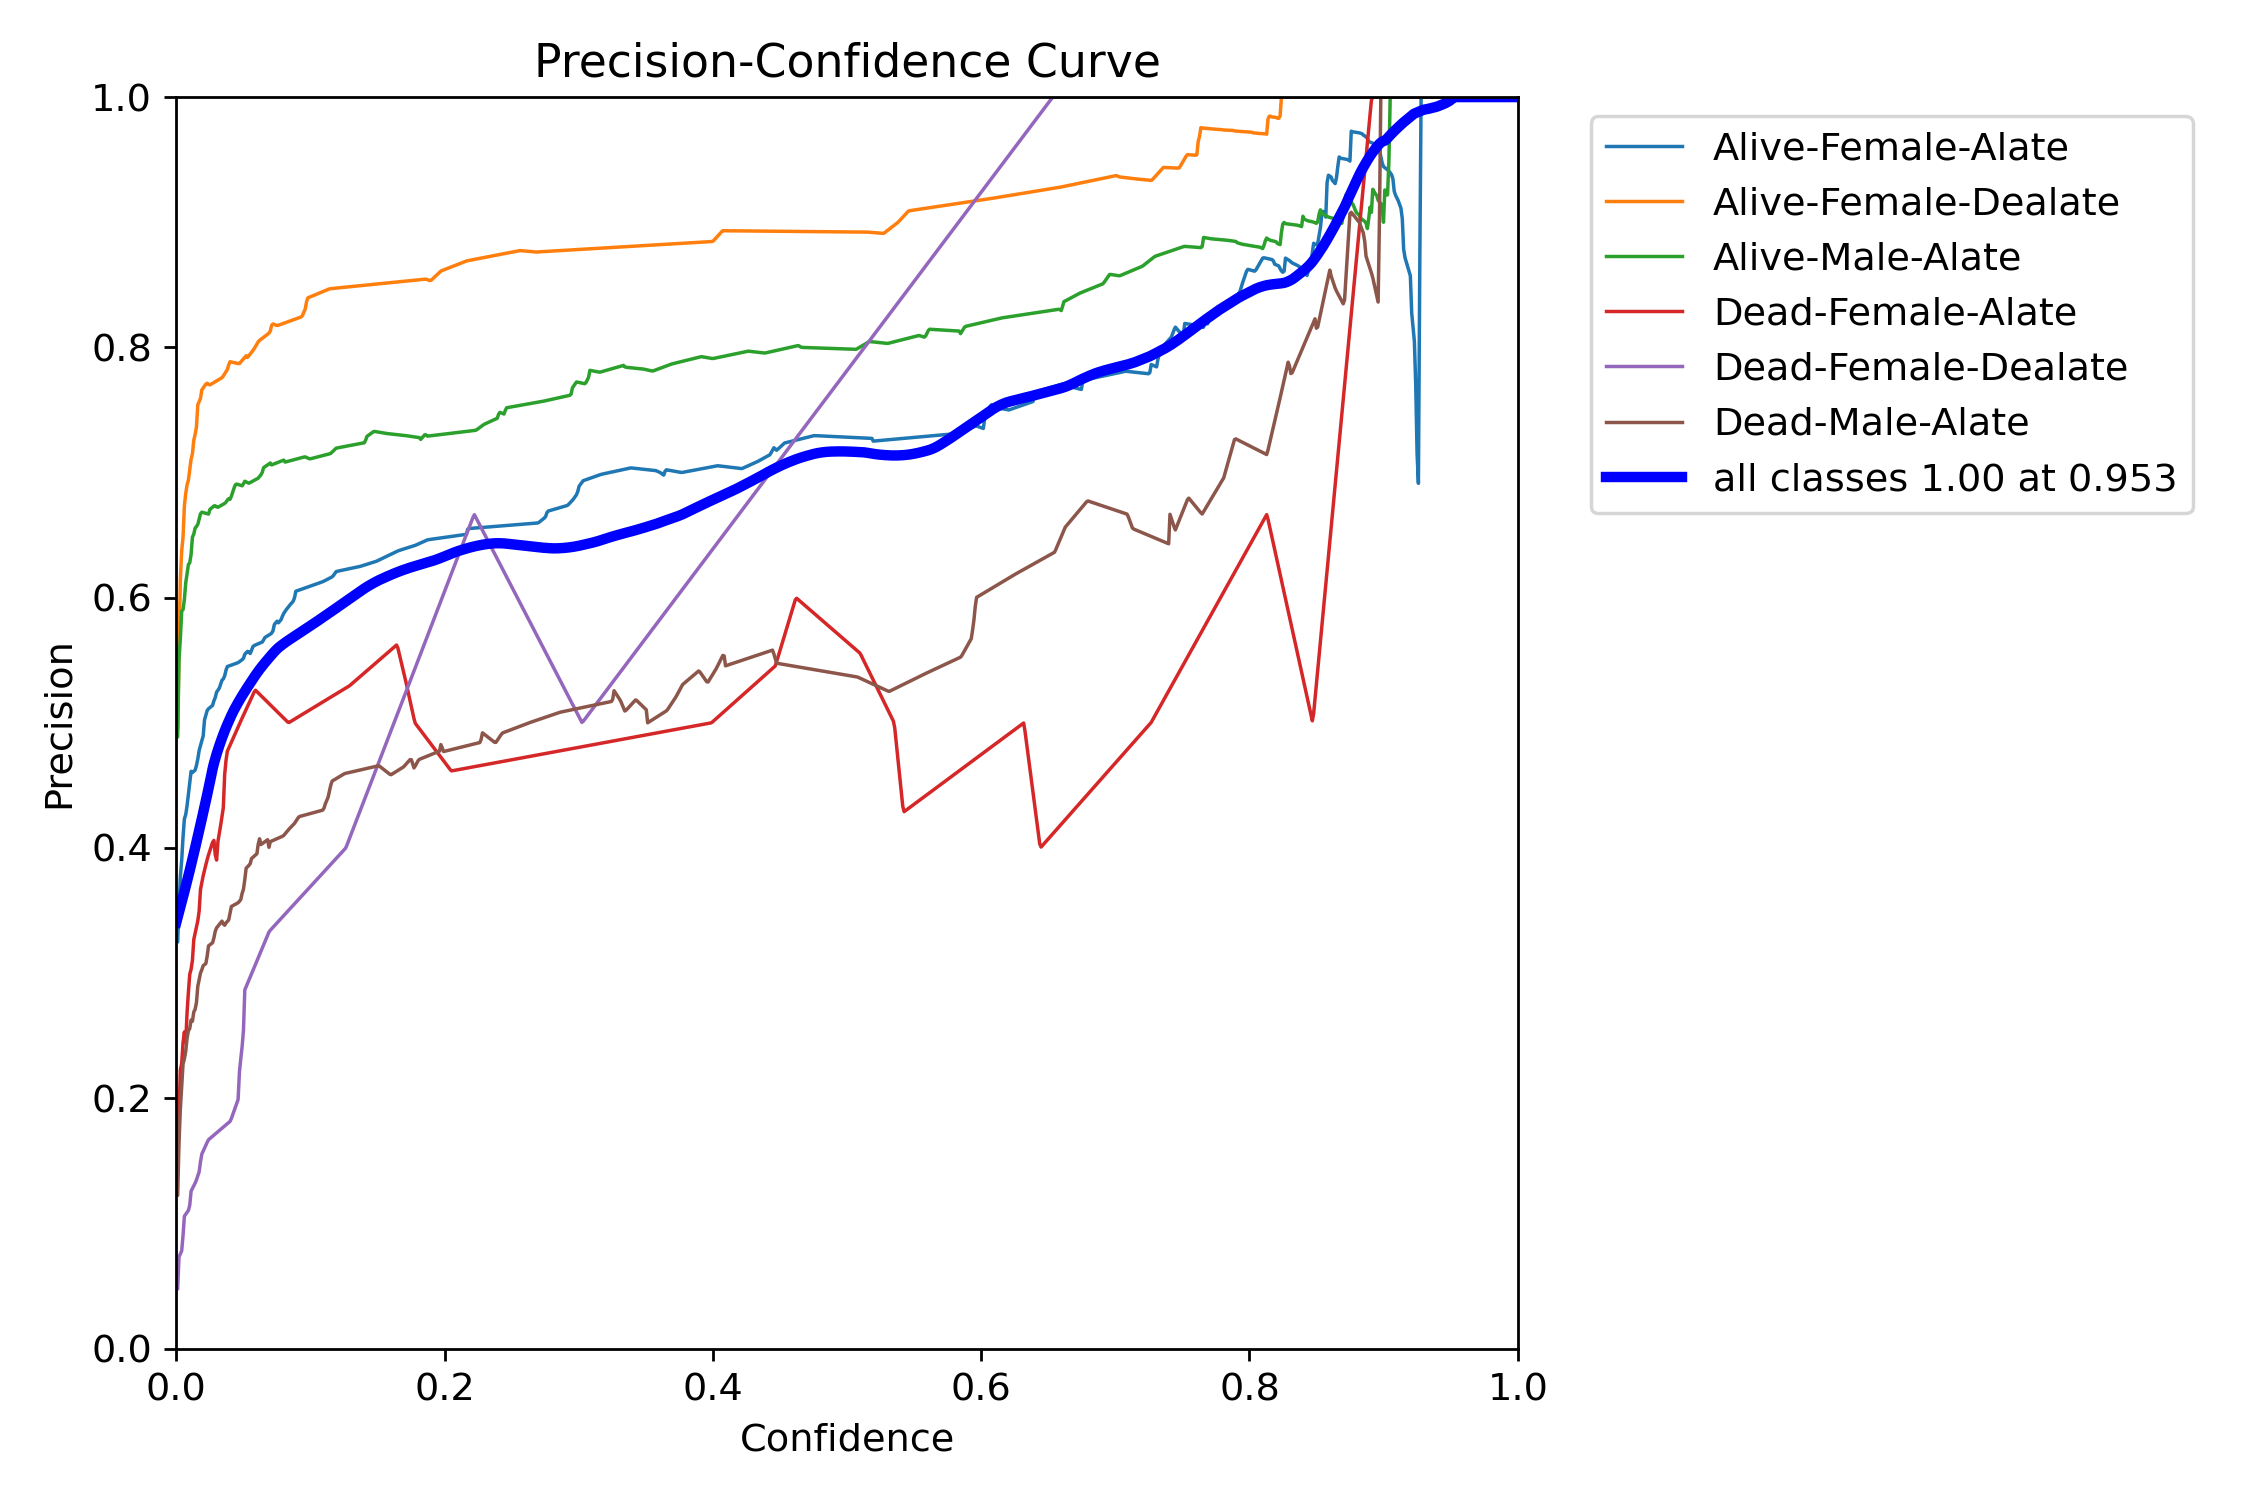 Precision-Confidence Curve
1.0
0.8
0.6
0.4
0.2
0.0
Precision
0.0 0.2 0.4 0.6 0.8 1.0
Confidence
Alive-Female-Alate
Alive-Female-Dealate
Alive-Male-Alate
Dead-Female-Alate
Dead-Female-Dealate
Dead-Male-Alate
all classes 1.00 at 0.953